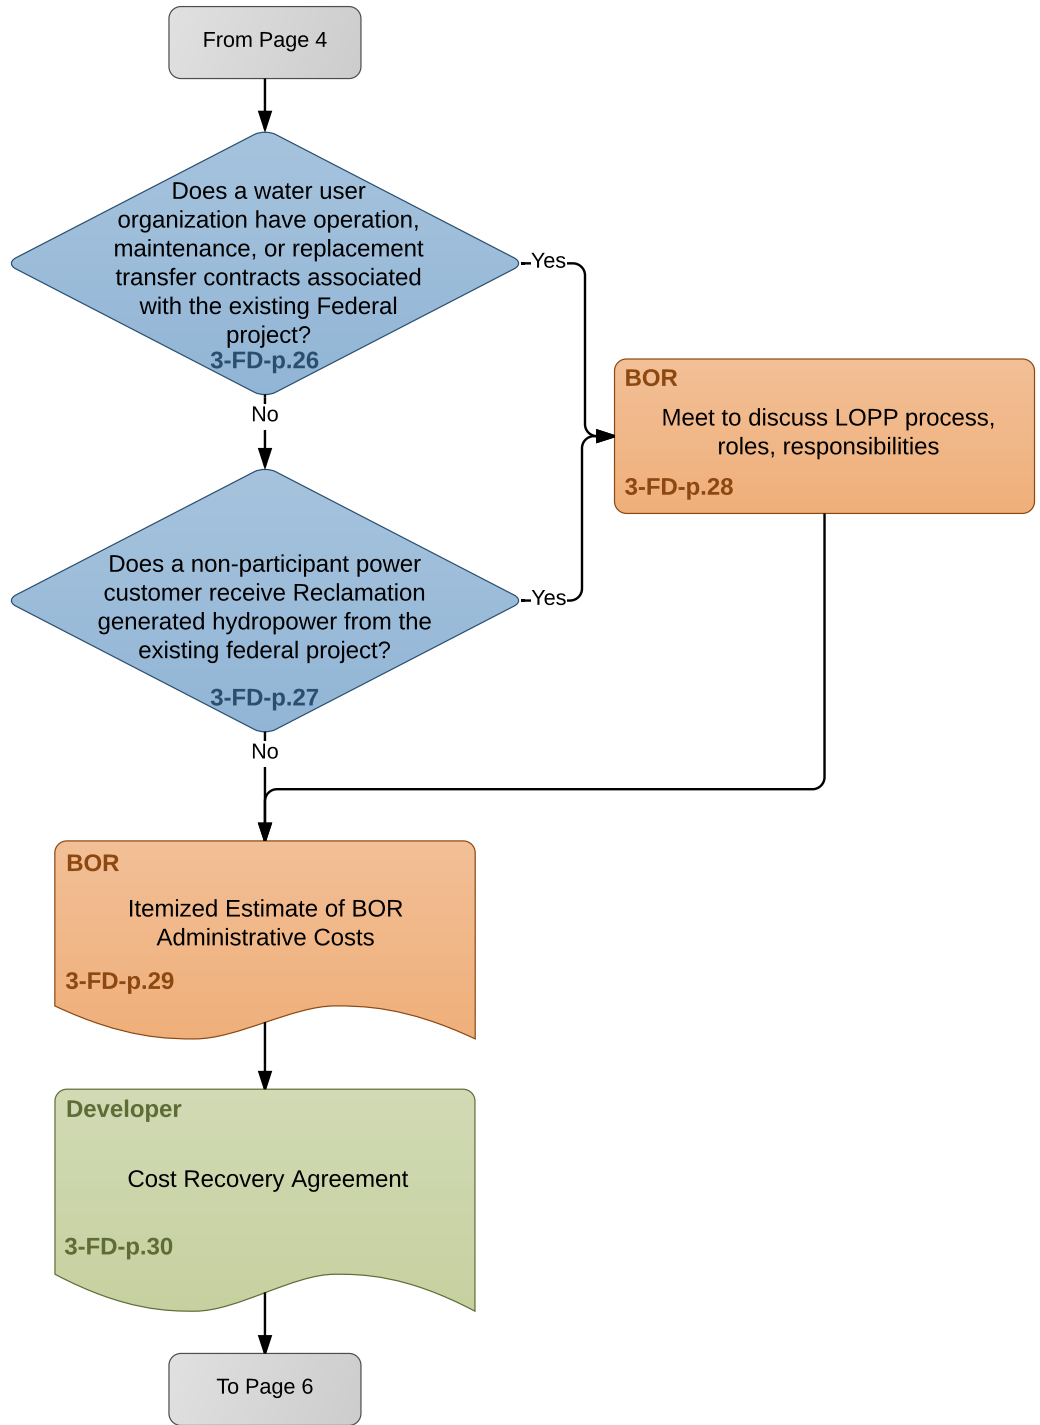 From Page 4
Does a water user
organization have operation,
maintenance, or replacement
transfer contracts associated
with the existing Federal
project?
3-FD-p.26
Yes
No
BOR
Meet to discuss LOPP process,
roles, responsibilities
3-FD-p.28
Does a non-participant power
customer receive Reclamation
generated hydropower from the
existing federal project?
3-FD-p.27
Yes
No
BOR
Itemized Estimate of BOR
Administrative Costs
3-FD-p.29
Developer
Cost Recovery Agreement
3-FD-p.30
To Page 6